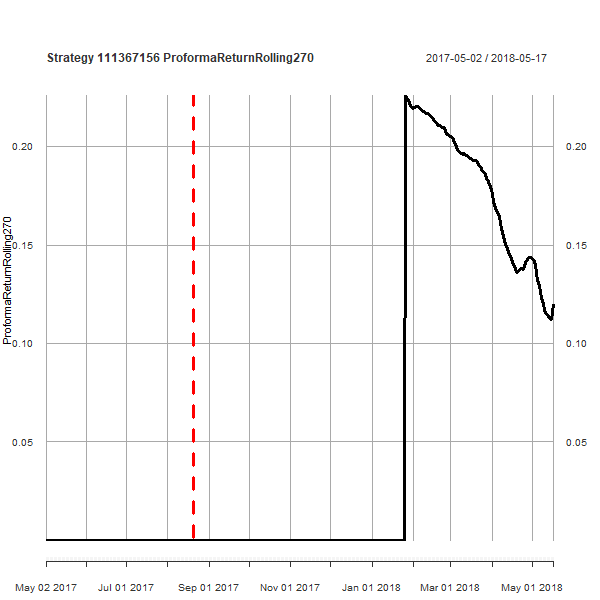 Strategy 111367156 ProformaReturnRolling270
2017-05-02 / 2018-05-17
ProformaReturnRolling270
0.20
0.20
0.15
0.15
0.10
0.10
0.05
0.05
May 02 2017
Jul 01 2017
Sep 01 2017
Nov 01 2017
Jan 01 2018
Mar 01 2018
May 01 2018